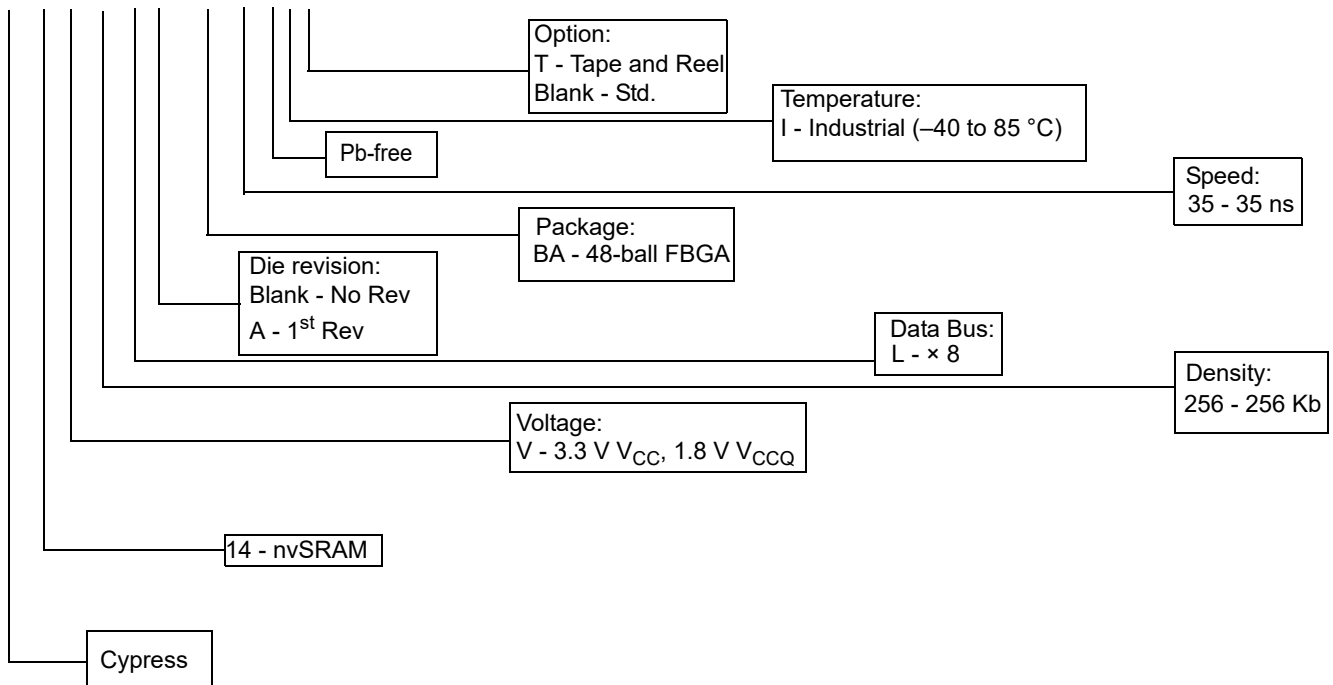 Option:
T - Tape and Reel
Blank - Std.
Temperature:
I - Industrial (–40 to 85 °C)
Pb-free
Speed:
35 - 35 ns
Package:
BA - 48-ball FBGA
Die revision:
Blank - No Rev
A - 1st Rev
Data Bus:
L - × 8
Density:
256 - 256 Kb
Voltage:
V - 3.3 V VCC, 1.8 V VCCQ
14 - nvSRAM
Cypress